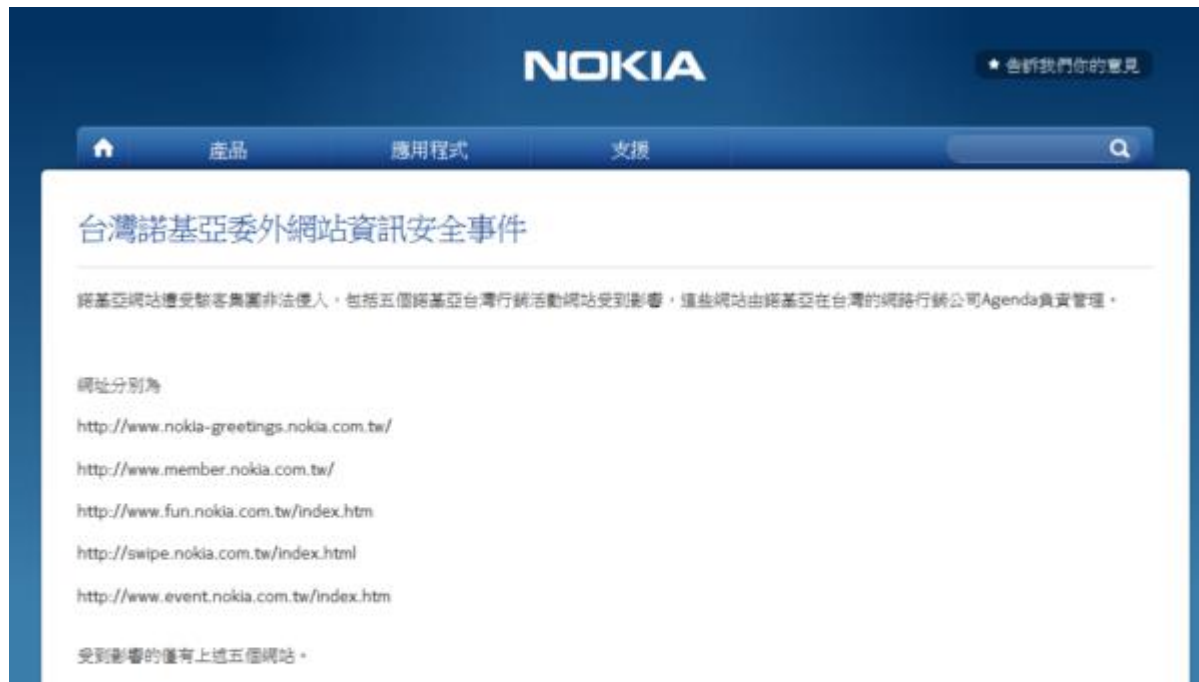 NOKIA
★ 告訴我們你的意見
產品 應用程式 支援
台灣諾基亞委外網站資訊安全事件
諾基亞網站遭受駭客集團非法侵入，包括五個諾基亞台灣行銷活動網站受到影響，這些網站由諾基亞在台灣的網路行銷公司Agenda負責管理。
網址分別為
http://www.nokia-greetings.nokia.com.tw/
http://www.member.nokia.com.tw/
http://www.fun.nokia.com.tw/index.htm
http://swipe.nokia.com.tw/index.html
http://www.event.nokia.com.tw/index.htm
受到影響的僅有上述五個網站。